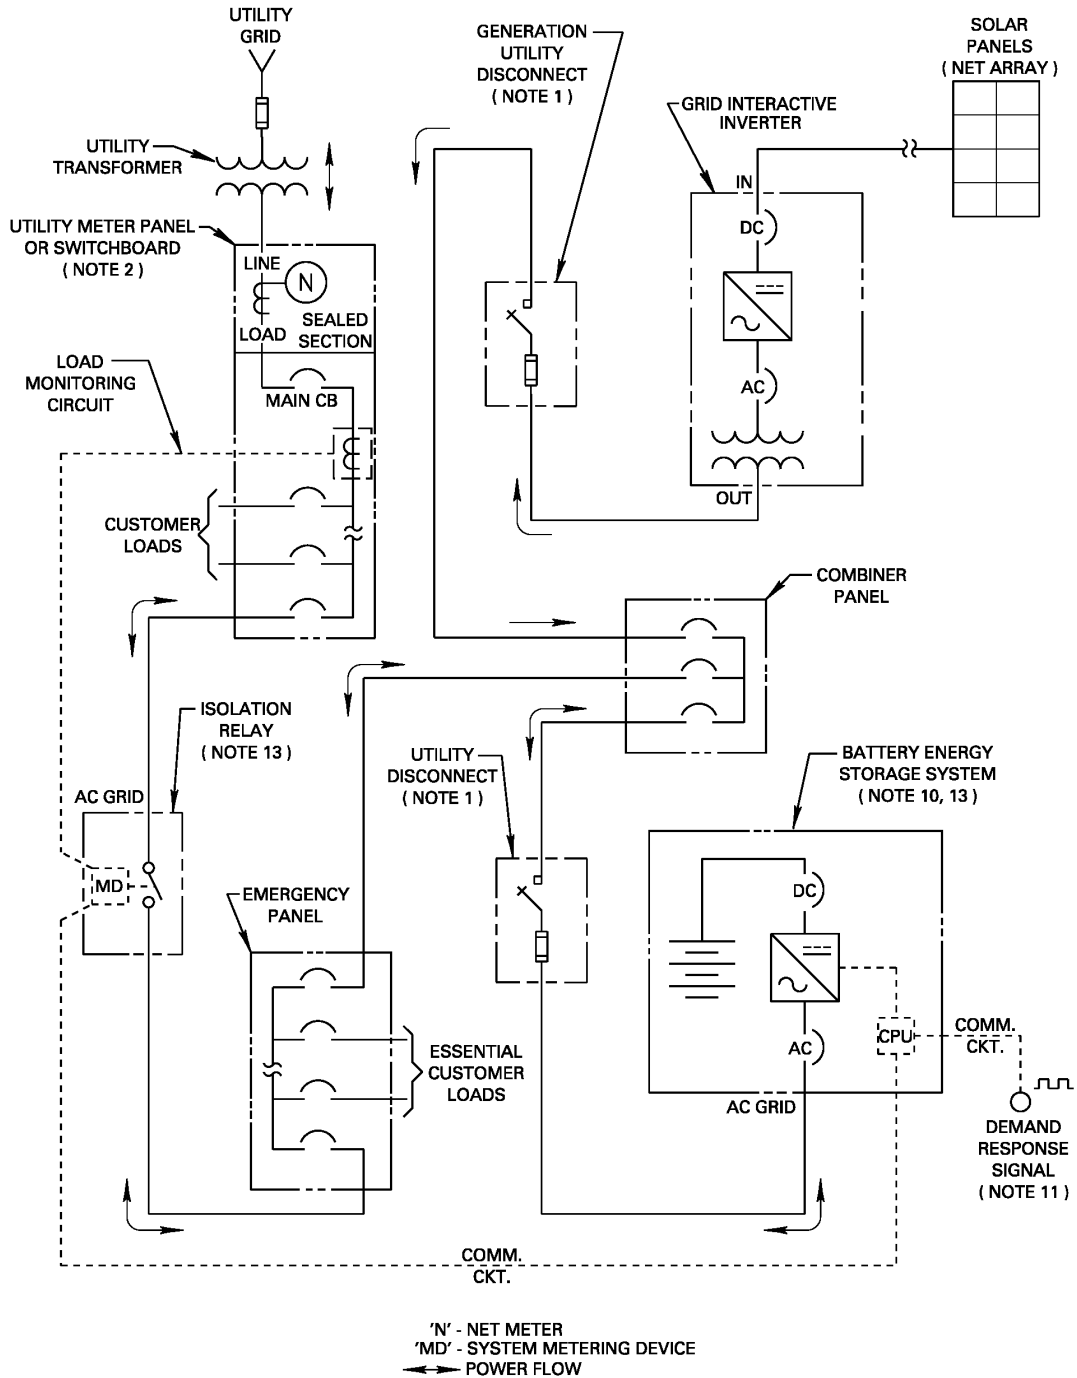 UTILITY
GRID
GENERATION
UTILITY
DISCONNECT
( NOTE 1 )
SOLAR
PANELS
( NET ARRAY )
GRID INTERACTIVE
INVERTER
UTILITY
TRANSFORMER
IN
DC
UTILITY METER PANEL
OR SWITCHBOARD
( NOTE 2 )
LINE
N
LOAD
SEALED
SECTION
LOAD
MONITORING
CIRCUIT
MAIN CB
AC
OUT
CUSTOMER
LOADS
COMBINER
PANEL
ISOLATION
RELAY
( NOTE 13 )
UTILITY
DISCONNECT
( NOTE 1 )
BATTERY ENERGY
STORAGE SYSTEM
( NOTE 10, 13 )
AC GRID
MD
EMERGENCY
PANEL
DC
ESSENTIAL
CUSTOMER
LOADS
CPU
AC
COMM.
CKT.
AC GRID
DEMAND
RESPONSE
SIGNAL
( NOTE 11 )
COMM.
CKT.
'N' - NET METER
'MD' - SYSTEM METERING DEVICE
POWER FLOW